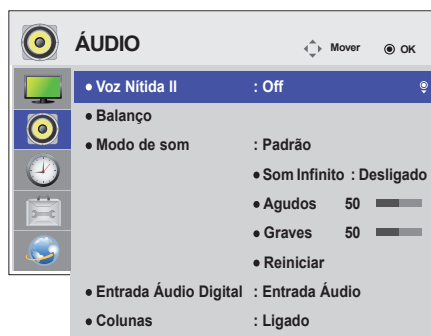 ÁUDIO Mover OK
• Voz Nítida II : Off
• Balanço
• Modo de som : Padrão
• Som Infinito : Desligado
• Agudos 50
• Graves 50
• Reiniciar
• Entrada Áudio Digital : Entrada Áudio
• Colunas : Ligado